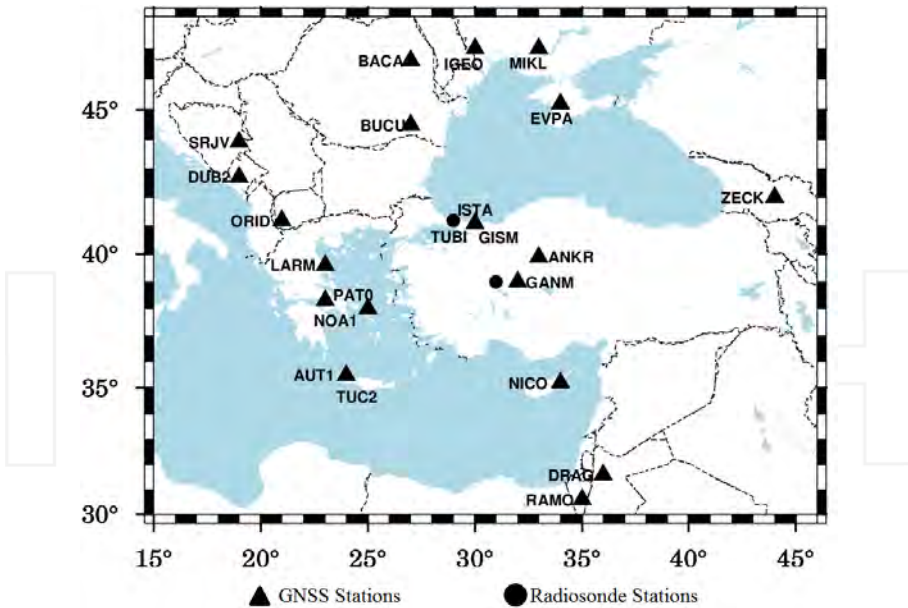 BACA IGEO MIKL
45°
EVPA
BUCU
SRJV
DUB2
ZECK
ISTA
ORID
TUBI GISM
40°
ANKR
LARM
GANM
PAT0
NOA1
AUT1
NICO
35°
TUC2
DRAG
RAMO
30°
15° 20° 25° 30° 35° 40° 45°
GNSS Stations Radiosonde Stations